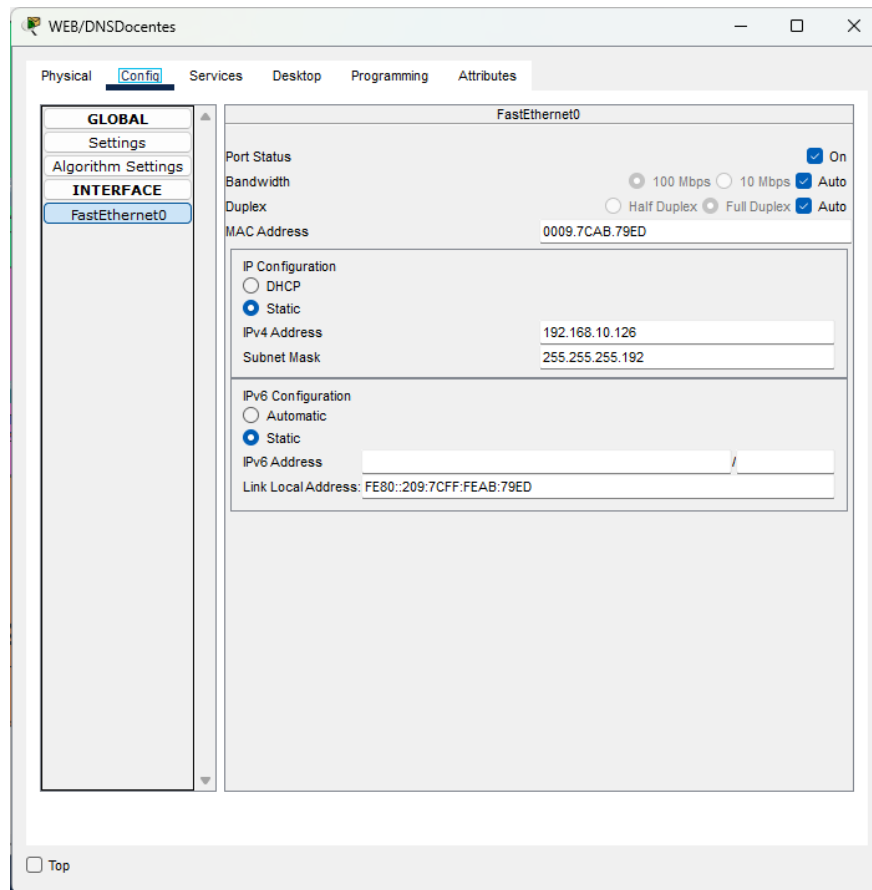 WEB/DNSDocentes
Physical Config Services Desktop Programming Attributes
GLOBAL
Settings
Algorithm Settings
INTERFACE
FastEthernet0
FastEthernet0
Port Status On
Bandwidth 100 Mbps 10 Mbps Auto
Duplex Half Duplex Full Duplex Auto
MAC Address 0009.7CAB.79ED
IP Configuration
DHCP
Static
IPv4 Address 192.168.10.126
Subnet Mask 255.255.255.192
IPv6 Configuration
Automatic
Static
IPv6 Address /
Link Local Address: FE80::209:7CFF:FEAB:79ED
Top